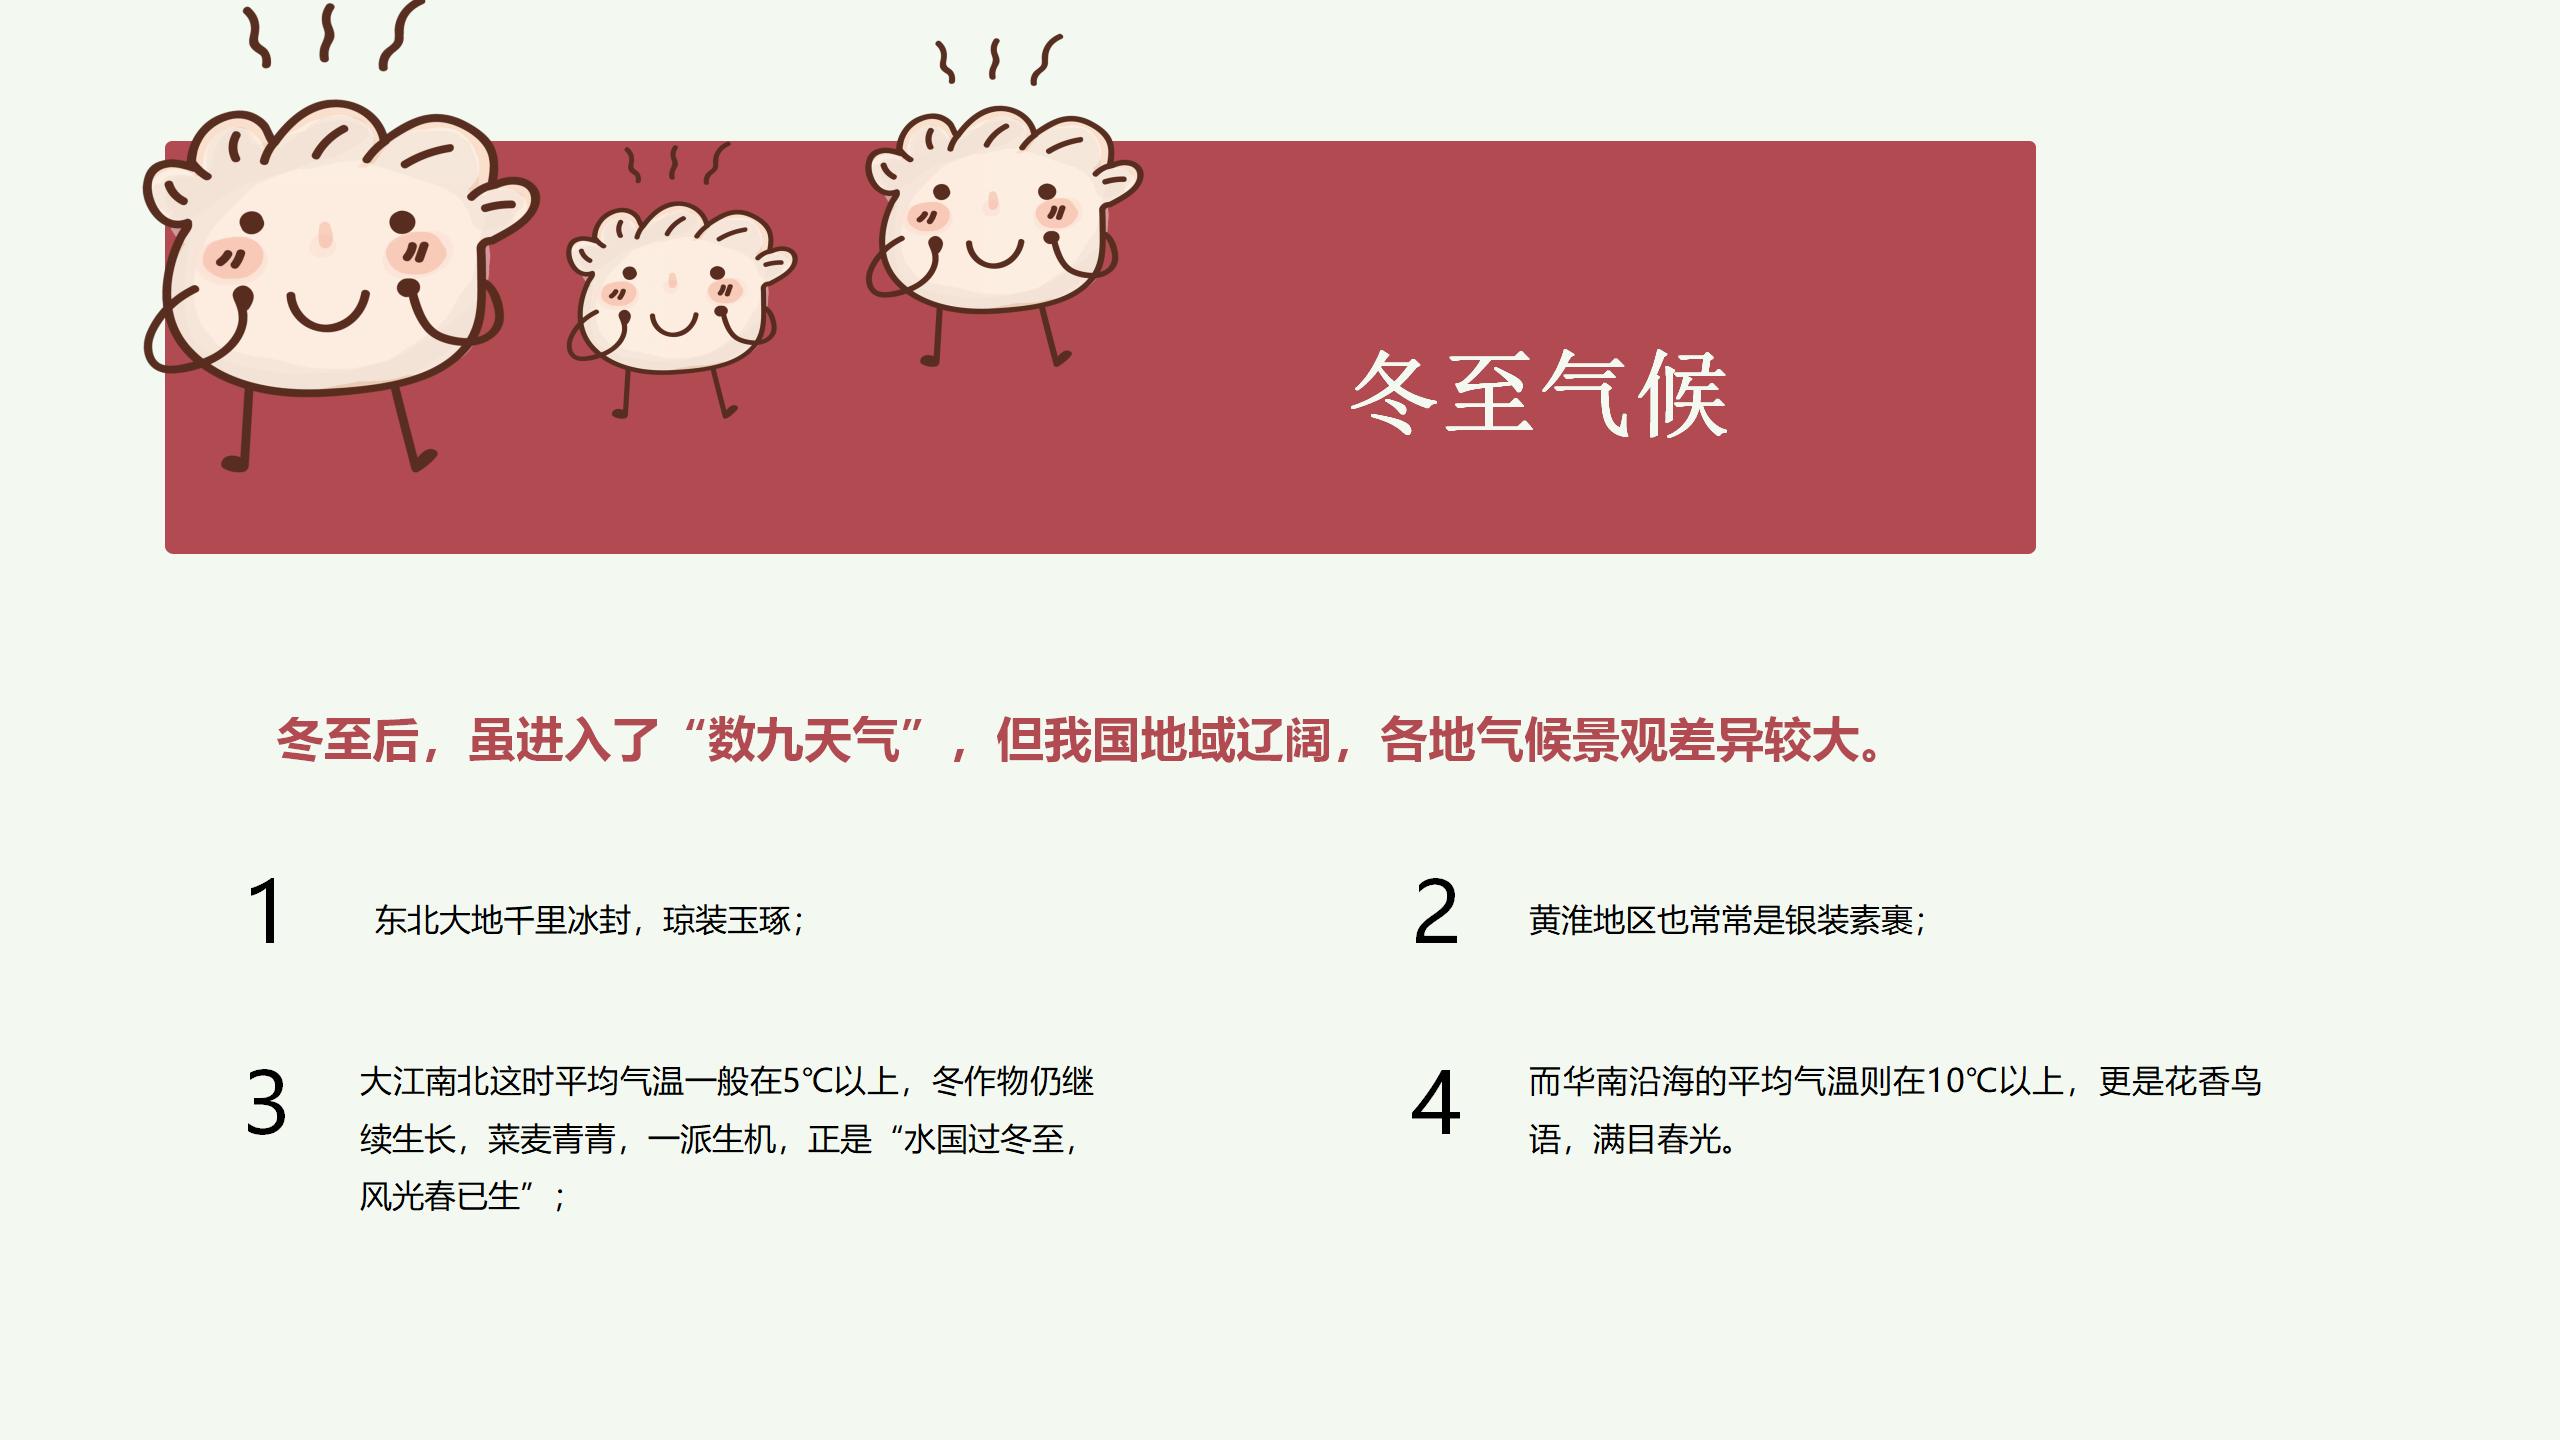 冬至气候
冬至后，虽进入了“数九天气”，但我国地域辽阔，各地气候景观差异较大。
1
东北大地千里冰封，琼装玉琢；
2
黄淮地区也常常是银装素裹；
3
大江南北这时平均气温一般在5℃以上，冬作物仍继
续生长，菜麦青青，一派生机，正是“水国过冬至，
风光春已生”；
4
而华南沿海的平均气温则在10℃以上，更是花香鸟
语，满目春光。